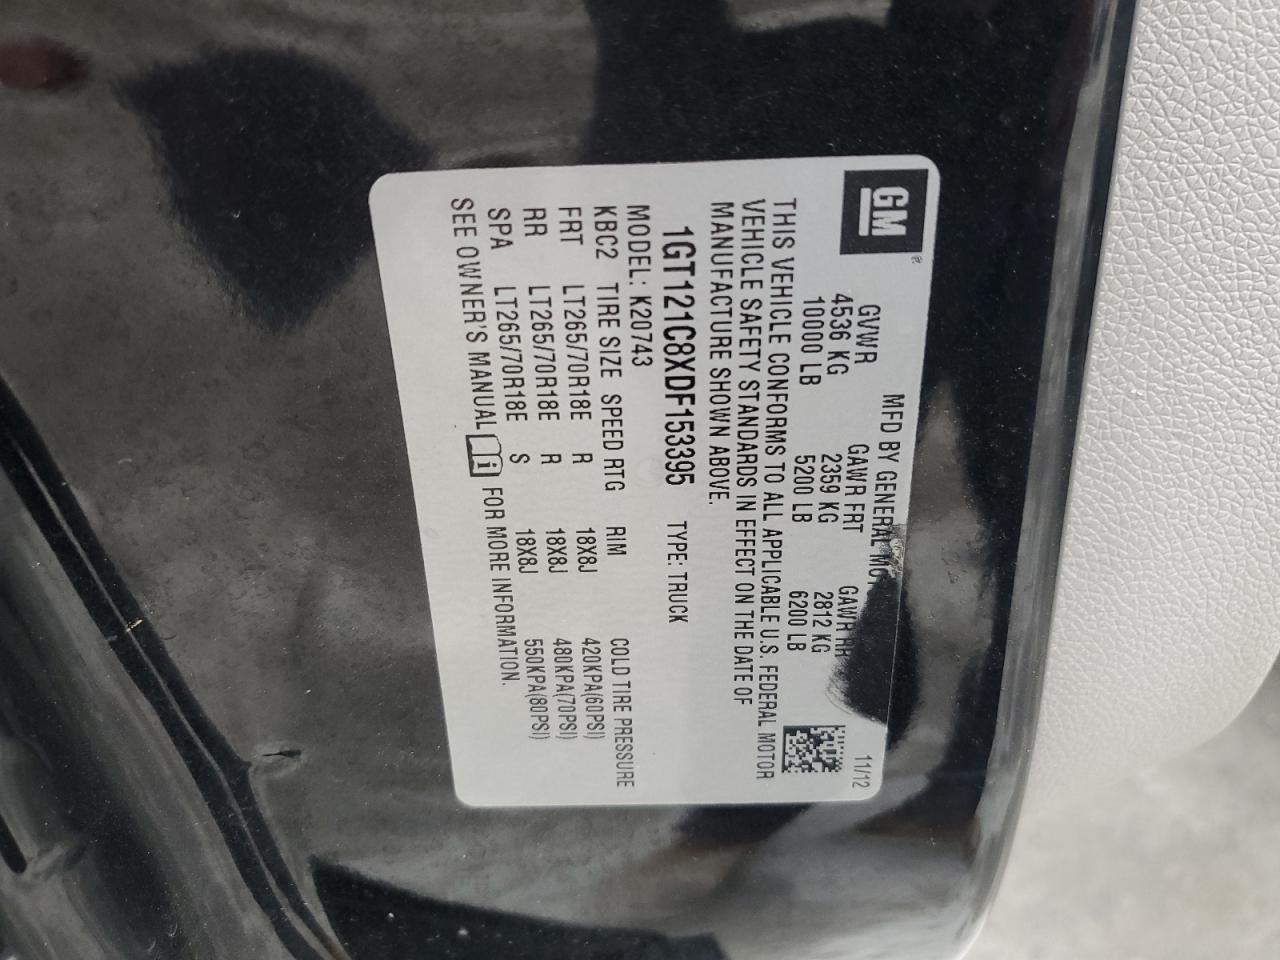 GM
MFD BY GENERAL
11/12
GVWR GAWR FRT GAWR RR
4536 KG 2359 KG 2812 KG
10000 LB 5200 LB 6200 LB
THIS VEHICLE CONFORMS TO ALL APPLICABLE U.S. FEDERAL MOTOR
VEHICLE SAFETY STANDARDS IN EFFECT ON THE DATE OF
MANUFACTURE SHOWN ABOVE.
1GT121C8XDF153395 TYPE: TRUCK
MODEL: K20743
KBC2 TIRE SIZE SPEED RTG RIM COLD TIRE PRESSURE
FRT LT265/70R18E R 18X8J 420KPA(60PSI)
RR LT265/70R18E R 18X8J 480KPA(70PSI)
SPA LT265/70R18E S 18X8J 550KPA(80PSI)
SEE OWNER'S MANUAL FOR MORE INFORMATION.